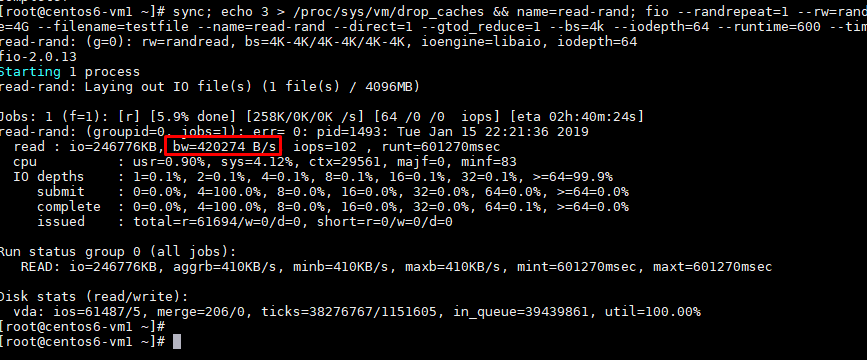 [root@centos6-vm1 ~]# sync; echo 3 > /proc/sys/vm/drop_caches && name=read-rand; fio --randrepeat=1 --rw=rand
e=4G --filename=testfile --name=read-rand --direct=1 --gtod_reduce=1 --bs=4k --iodepth=64 --runtime=600 --tim
read-rand: (g=0): rw=randread, bs=4K-4K/4K-4K/4K-4K, ioengine=libaio, iodepth=64
fio-2.0.13
Starting 1 process
read-rand: Laying out IO file(s) (1 file(s) / 4096MB)
Jobs: 1 (f=1): [r] [5.9% done] [258K/0K/0K /s] [64 /0 /0 iops] [eta 02h:40m:24s]
read-rand: (groupid=0, jobs=1): err= 0: pid=1493: Tue Jan 15 22:21:36 2019
read : io=246776KB, bw=420274 B/s iops=102 , runt=601270msec
cpu : usr=0.90%, sys=4.12%, ctx=29561, majf=0, minf=83
IO depths : 1=0.1%, 2=0.1%, 4=0.1%, 8=0.1%, 16=0.1%, 32=0.1%, >=64=99.9%
submit : 0=0.0%, 4=100.0%, 8=0.0%, 16=0.0%, 32=0.0%, 64=0.0%, >=64=0.0%
complete : 0=0.0%, 4=100.0%, 8=0.0%, 16=0.0%, 32=0.0%, 64=0.1%, >=64=0.0%
issued : total=r=61694/w=0/d=0, short=r=0/w=0/d=0
Run status group 0 (all jobs):
READ: io=246776KB, aggrb=410KB/s, minb=410KB/s, maxb=410KB/s, mint=601270msec, maxt=601270msec
Disk stats (read/write):
vda: ios=61487/5, merge=206/0, ticks=38276767/1151605, in_queue=39439861, util=100.00%
[root@centos6-vm1 ~]#
[root@centos6-vm1 ~]#